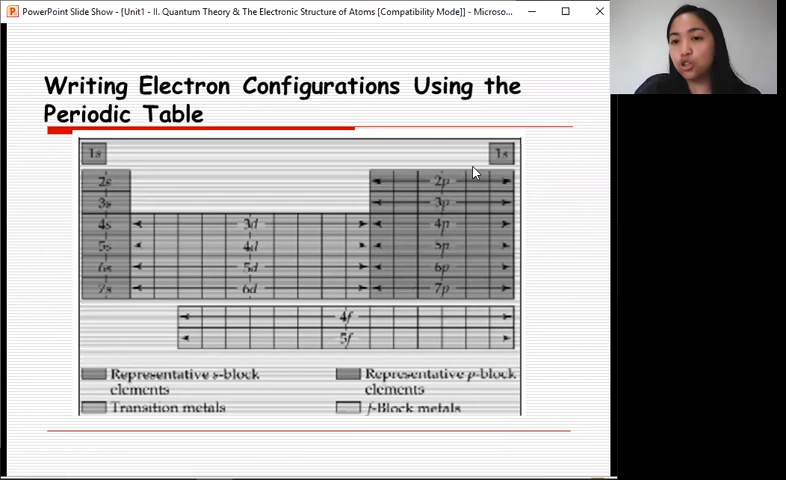 PowerPoint Slide Show - [Unit1 - II. Quantum Theory & The Electronic Structure of Atoms [Compatibility Mode]] - Microso...
Writing Electron Configurations Using the
Periodic Table
1s 1s
2s 2p
3s 3p
4s 3d 4p
5s 4d 5p
6s 5d 6p
7s 6d 7p
4f
5f
Representative s-block Representative p-block
elements elements
Transition metals f-Block metals